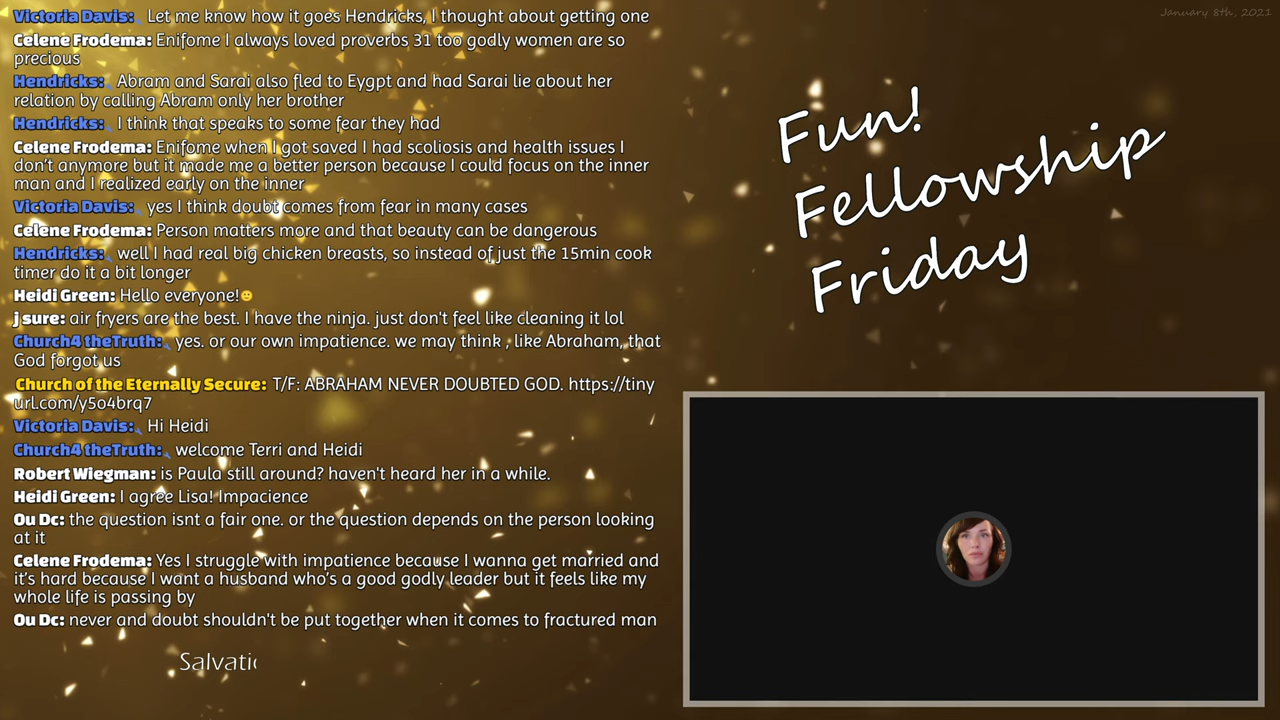 Victoria Davis: Let me know how it goes Hendricks, I thought about getting one
Celene Frodema: Enifome I always loved proverbs 31 too godly women are so
precious
Hendricks: Abram and Sarai also fled to Eygpt and had Sarai lie about her
relation by calling Abram only her brother
Hendricks: I think that speaks to some fear they had
Celene Frodema: Enifome when I got saved I had scoliosis and health issues I
don't anymore but it made me a better person because I could focus on the inner
man and I realized early on the inner
Victoria Davis: yes I think doubt comes from fear in many cases
Celene Frodema: Person matters more and that beauty can be dangerous
Hendricks: well I had real big chicken breasts, so instead of just the 15min cook
timer do it a bit longer
Heidi Green: Hello everyone!
j sure: air fryers are the best. I have the ninja. just don't feel like cleaning it lol
Church4 theTruth: yes. or our own impatience. we may think , like Abraham, that
God forgot us
Church of the Eternally Secure: T/F: ABRAHAM NEVER DOUBTED GOD. https://tiny
url.com/y5o4brq7
Victoria Davis: Hi Heidi
Church4 theTruth: welcome Terri and Heidi
Robert Wiegman: is Paula still around? haven't heard her in a while.
Heidi Green: I agree Lisa! Impacience
Ou Dc: the question isnt a fair one. or the question depends on the person looking
at it
Celene Frodema: Yes I struggle with impatience because I wanna get married and
it's hard because I want a husband who's a good godly leader but it feels like my
whole life is passing by
Ou Dc: never and doubt shouldn't be put together when it comes to fractured man
January 8th, 2021
Fun!
Fellowship
Friday